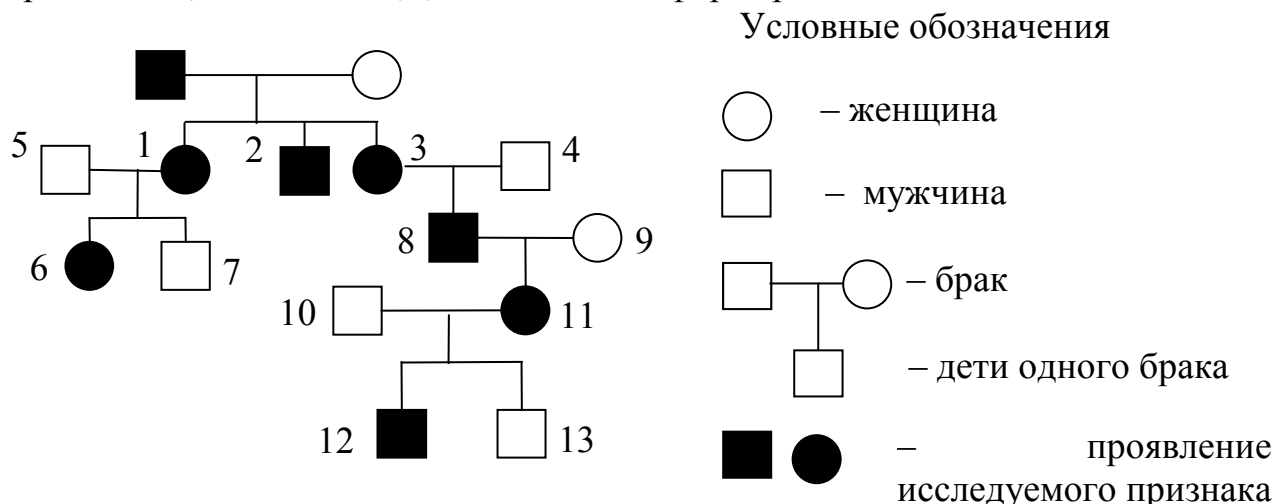 Условные обозначения
– женщина
5 1 2 3 4
– мужчина
8 9
6 7
– брак
10 11
– дети одного брака
12 13
– проявление
исследуемого признака